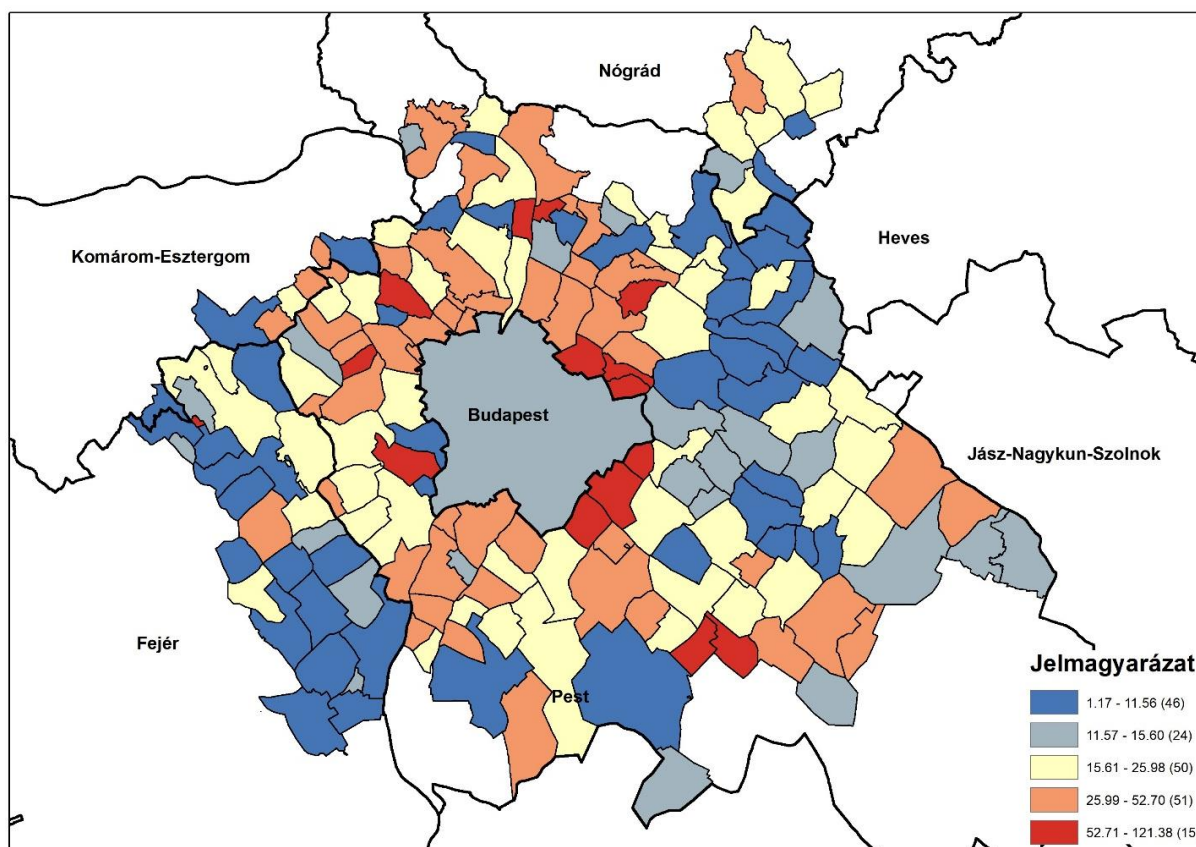 Nógrád
Komárom-Esztergom
Heves
Budapest
Jász-Nagykun-Szolnok
Fejér
Pest
Jelmagyarázat
1.17 - 11.56 (46)
11.57 - 15.60 (24)
15.61 - 25.98 (50)
25.99 - 52.70 (51)
52.71 - 121.38 (15